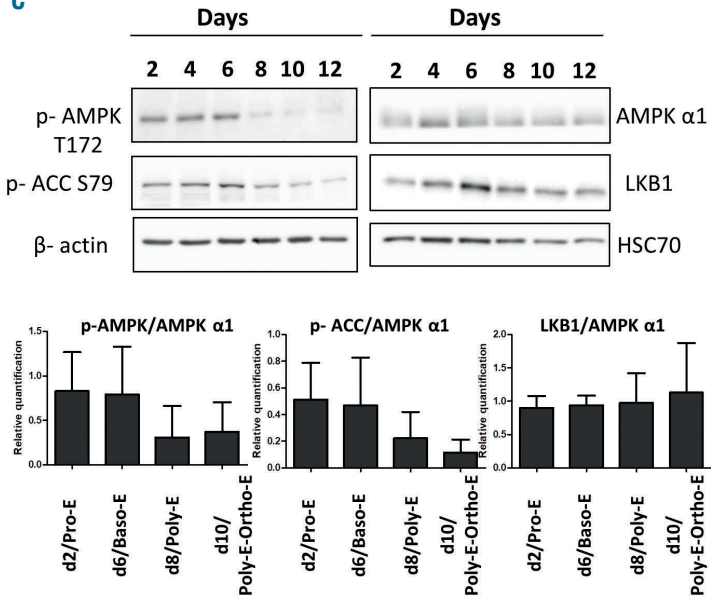 c
Days Days
2 4 6 8 10 12 2 4 6 8 10 12
p- AMPK
T172
AMPK α1
p- ACC S79
LKB1
β- actin
HSC70
p-AMPK/AMPK α1
Relative quantification
1.5
1.0
0.5
0.0
d2/Pro-E
d6/Baso-E
d8/Poly-E
d10/
Poly-E-Ortho-E
p- ACC/AMPK α1
Relative quantification
1.0
0.8
0.6
0.4
0.2
0.0
d2/Pro-E
d6/Baso-E
d8/Poly-E
d10/
Poly-E-Ortho-E
LKB1/AMPK α1
Relative quantification
2.0
1.5
1.0
0.5
0.0
d2/Pro-E
d6/Baso-E
d8/Poly-E
d10/
Poly-E-Ortho-E